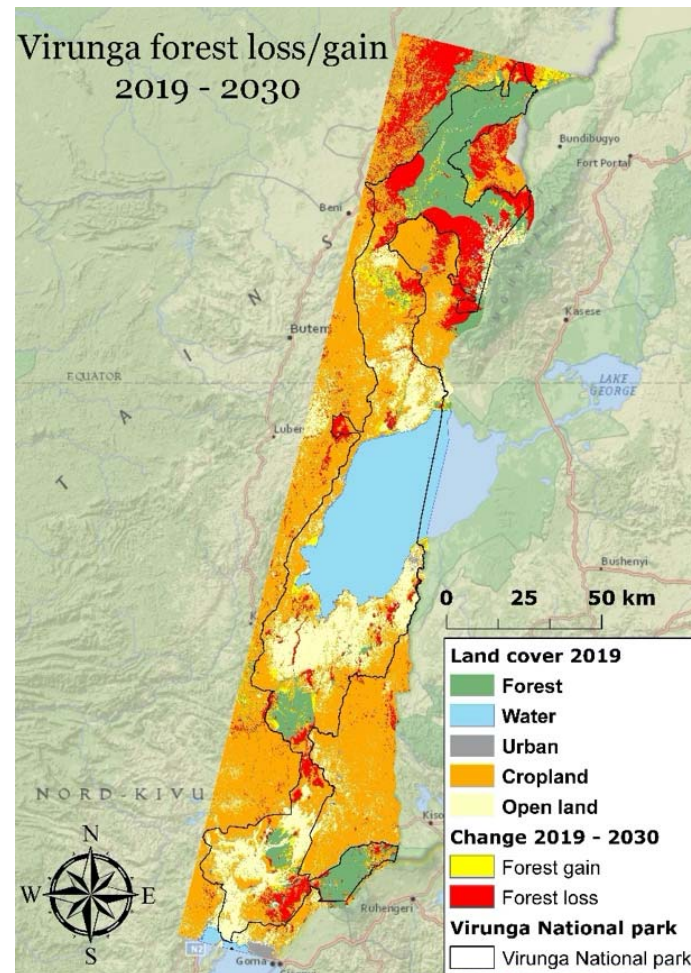 Virunga forest loss/gain
2019 - 2030
Bundibugyo
Fort Portal
Beni
Kasese
EQUATOR
LAKE
GEORGE
T A I N S
Bushenyi
0 25 50 km
Land cover 2019
Forest
Water
Urban
Cropland
Open land
Change 2019 - 2030
Forest gain
Forest loss
Virunga National park
Virunga National park
NORD-KIVU
N
W E
S
Ruhengeri
N2
Goma